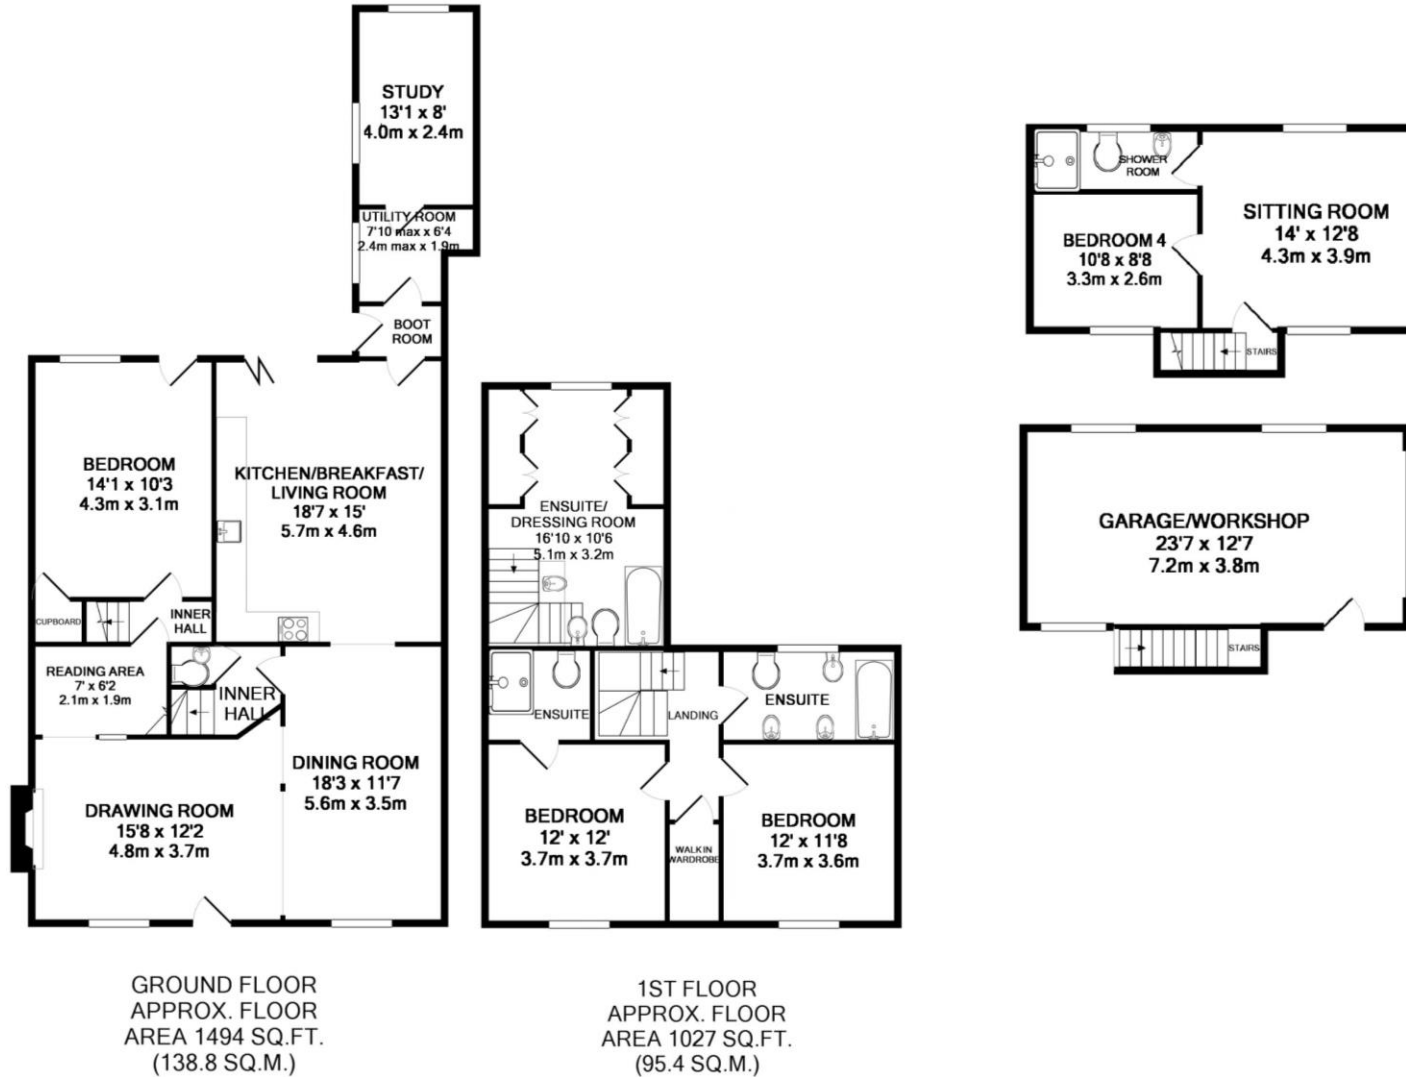 STUDY
13'1 x 8'
4.0m x 2.4m
UTILITY ROOM
7'10 max x 6'4
2.4m max x 1.9m
BOOT
ROOM
BEDROOM
14'1 x 10'3
4.3m x 3.1m
KITCHEN/BREAKFAST/
LIVING ROOM
18'7 x 15'
5.7m x 4.6m
CUPBOARD
INNER
HALL
READING AREA
7' x 6'2
2.1m x 1.9m
INNER
HALL
DINING ROOM
18'3 x 11'7
5.6m x 3.5m
DRAWING ROOM
15'8 x 12'2
4.8m x 3.7m
GROUND FLOOR
APPROX. FLOOR
AREA 1494 SQ.FT.
(138.8 SQ.M.)
ENSUITE/
DRESSING ROOM
16'10 x 10'6
5.1m x 3.2m
ENSUITE
LANDING
ENSUITE
BEDROOM
12' x 12'
3.7m x 3.7m
WALK IN
WARDROBE
BEDROOM
12' x 11'8
3.7m x 3.6m
1ST FLOOR
APPROX. FLOOR
AREA 1027 SQ.FT.
(95.4 SQ.M.)
SHOWER
ROOM
SITTING ROOM
14' x 12'8
4.3m x 3.9m
BEDROOM 4
10'8 x 8'8
3.3m x 2.6m
STAIRS
GARAGE/WORKSHOP
23'7 x 12'7
7.2m x 3.8m
STAIRS